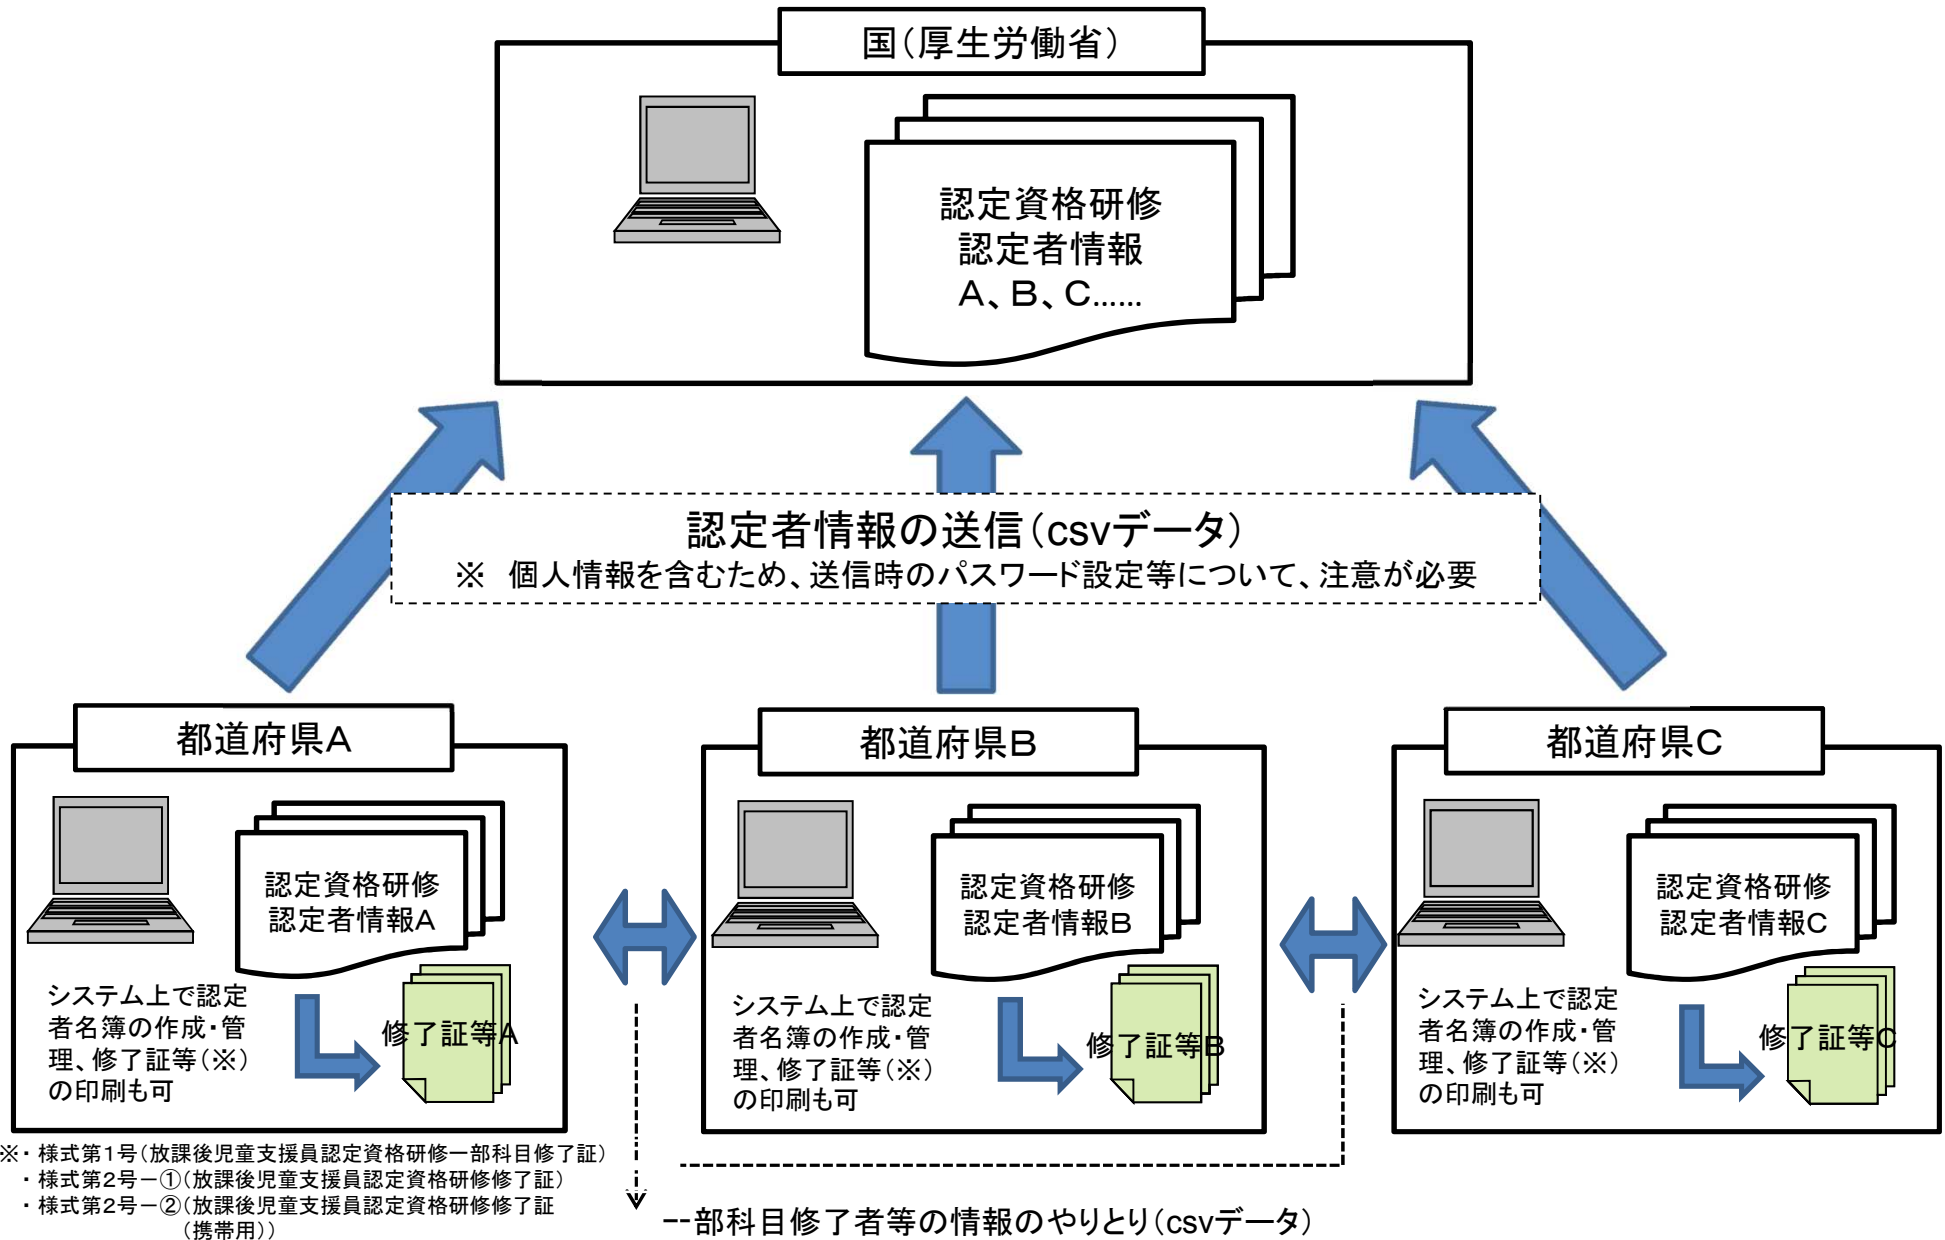 国（厚生労働省）
認定資格研修
認定者情報
Ａ、Ｂ、Ｃ……
認定者情報の送信（csvデータ）
※　個人情報を含むため、送信時のパスワード設定等について、注意が必要
都道府県Ａ
認定資格研修
認定者情報Ａ
システム上で認定
者名簿の作成・管
理、修了証等（※）
の印刷も可
修了証等Ａ
都道府県Ｂ
認定資格研修
認定者情報Ｂ
システム上で認定
者名簿の作成・管
理、修了証等（※）
の印刷も可
修了証等Ｂ
都道府県Ｃ
認定資格研修
認定者情報Ｃ
システム上で認定
者名簿の作成・管
理、修了証等（※）
の印刷も可
修了証等Ｃ
※・様式第１号（放課後児童支援員認定資格研修一部科目修了証）
・様式第２号－①（放課後児童支援員認定資格研修修了証）
・様式第２号－②（放課後児童支援員認定資格研修修了証
（携帯用））
一部科目修了者等の情報のやりとり（csvデータ）